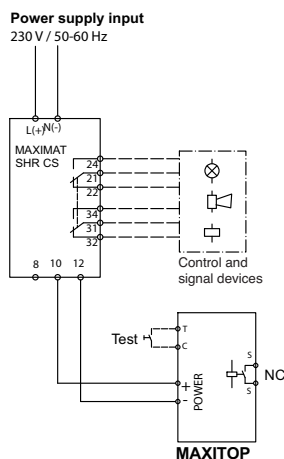 Power supply input
230 V / 50-60 Hz
L(+) N(-)
MAXIMAT
SHR CS
24
21
22
34
31
32
8 10 12
Control and
signal devices
Test
T
C
+
-
POWER
S
S
NC
MAXITOP